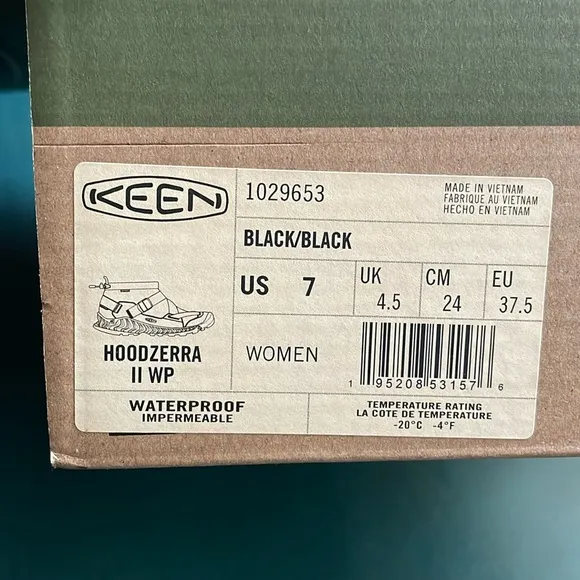 KEEN
1029653
MADE IN VIETNAM
FABRIQUE AU VIETNAM
HECHO EN VIETNAM
BLACK/BLACK
US 7
UK 4.5
CM 24
EU 37.5
HOODZERRA
II WP
WOMEN
1 95208 53157 6
WATERPROOF
IMPERMEABLE
TEMPERATURE RATING
LA COTE DE TEMPERATURE
-20°C -4°F